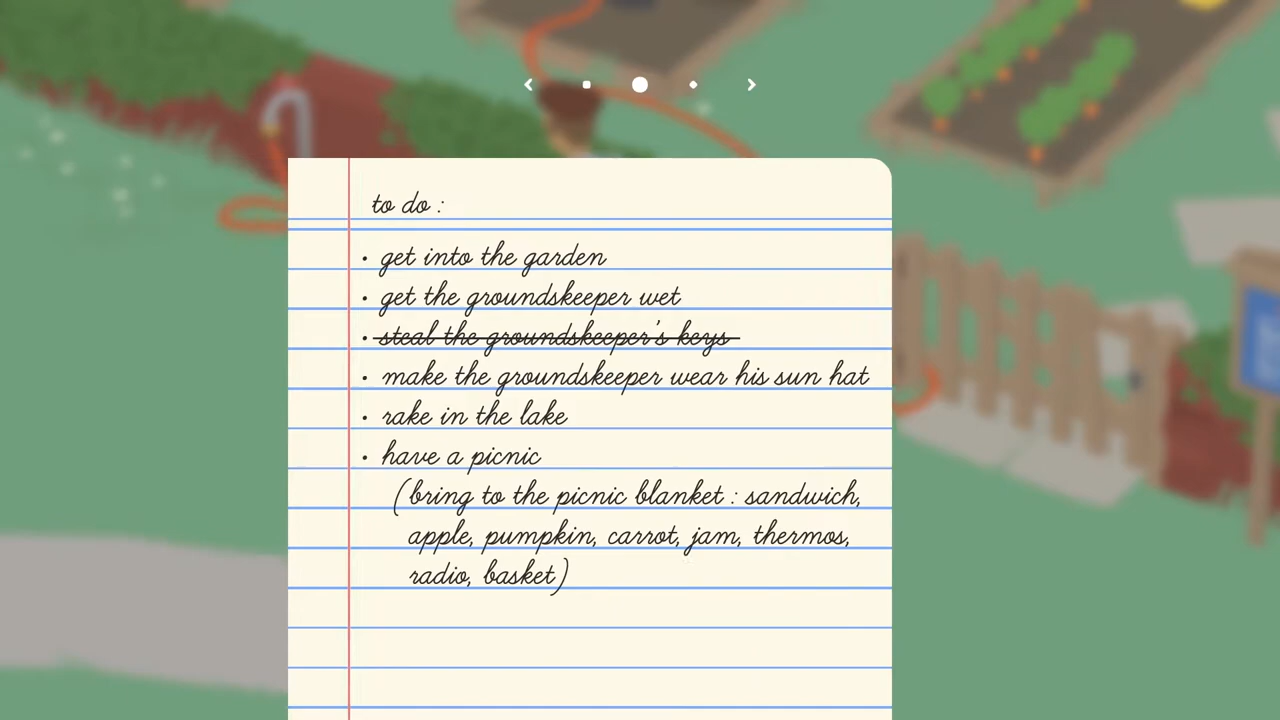 to do :
• get into the garden
• get the groundskeeper wet
• steal the groundskeeper's keys
• make the groundskeeper wear his sun hat
• rake in the lake
• have a picnic
(bring to the picnic blanket : sandwich,
apple, pumpkin, carrot, jam, thermos,
radio, basket)